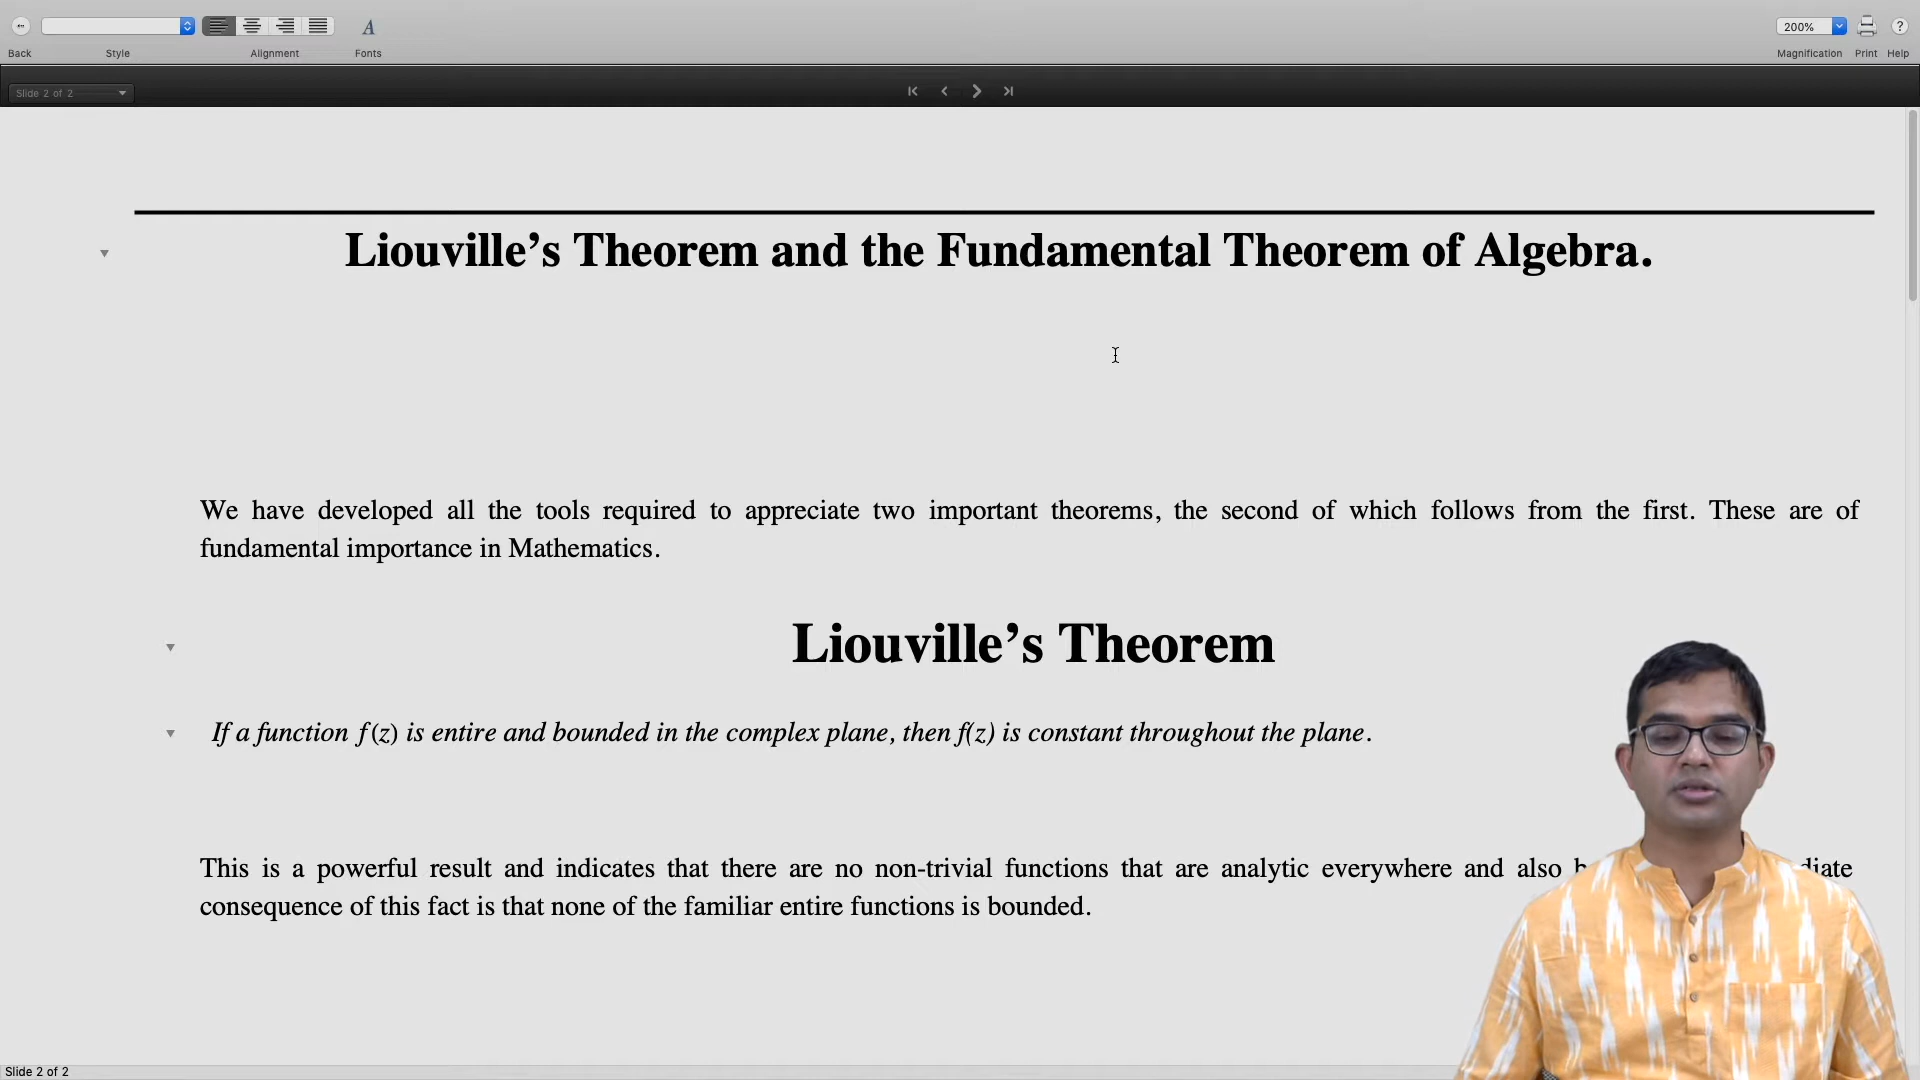 Back
Style
Alignment
A
Fonts
200%
Magnification
Print
?
Help
Slide 2 of 2
Liouville’s Theorem and the Fundamental Theorem of Algebra.
We have developed all the tools required to appreciate two important theorems, the second of which follows from the first. These are of
fundamental importance in Mathematics.
Liouville’s Theorem
If a function f(z) is entire and bounded in the complex plane, then f(z) is constant throughout the plane.
This is a powerful result and indicates that there are no non-trivial functions that are analytic everywhere and also
consequence of this fact is that none of the familiar entire functions is bounded.
Slide 2 of 2